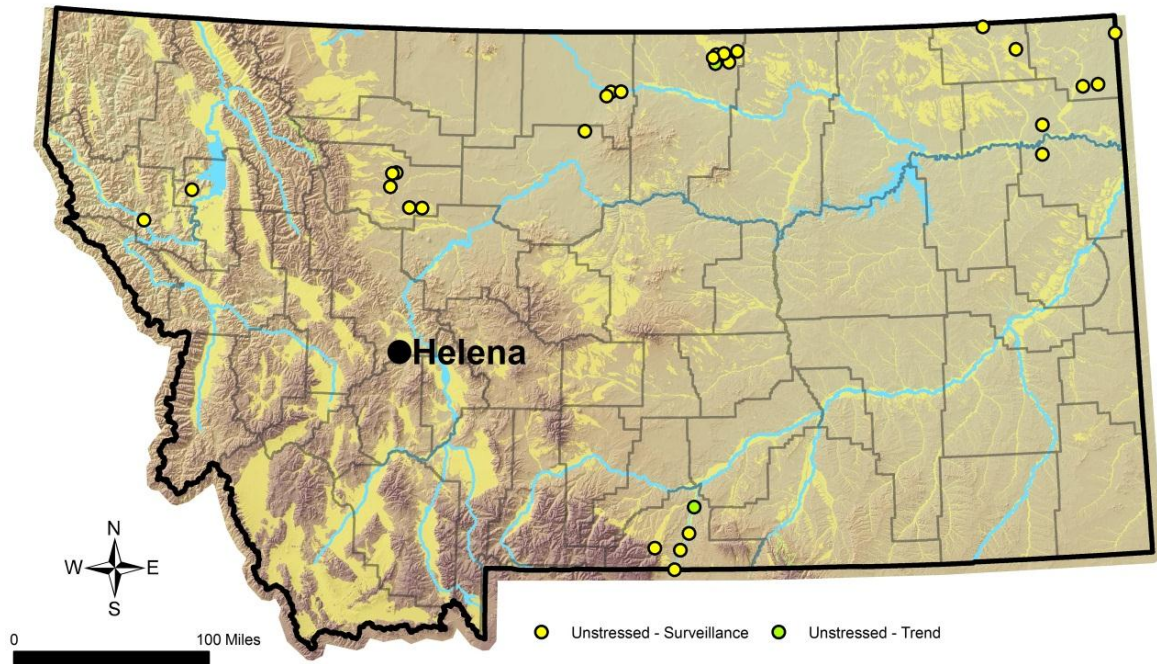 Helena
N
W E
S
0 100 Miles
Unstressed - Surveillance Unstressed - Trend